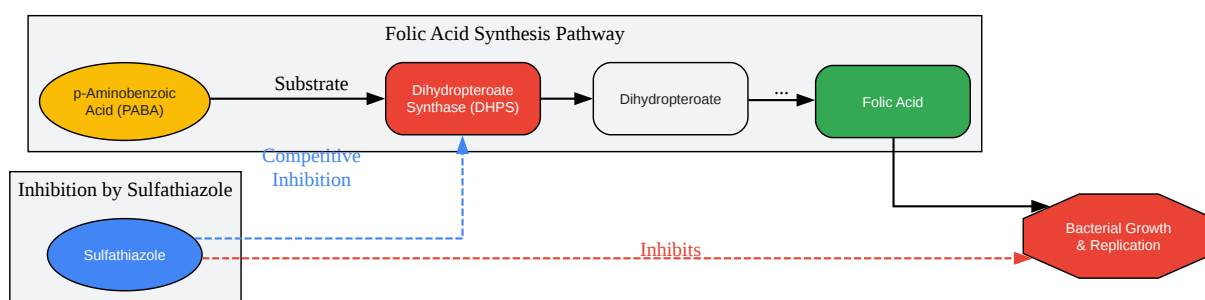 Folic Acid Synthesis Pathway
p-Aminobenzoic
Acid (PABA)
Substrate
Dihydropteroate
Synthase (DHPS)
Dihydropteroate
...
Folic Acid
Competitive
Inhibition
Inhibition by Sulfathiazole
Sulfathiazole
Inhibits
Bacterial Growth
& Replication